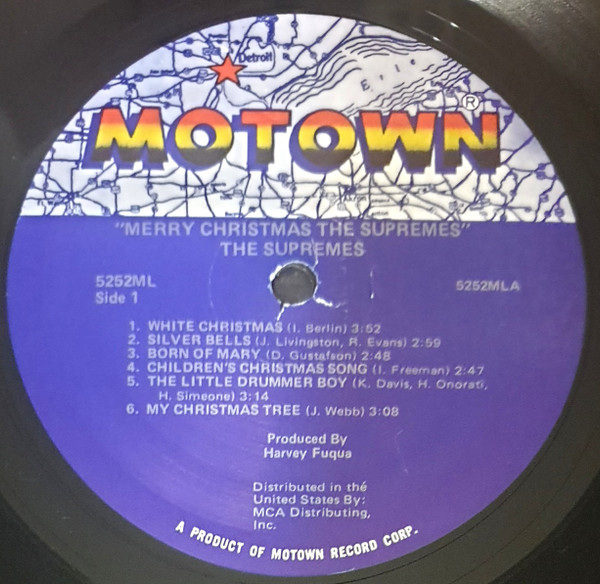 Detroit
Erie
MOTOWN®
"MERRY CHRISTMAS THE SUPREMES"
THE SUPREMES
5252ML
5252MLA
Side 1
1. WHITE CHRISTMAS (I. Berlin) 3:52
2. SILVER BELLS (J. Livingston, R. Evans) 2:59
3. BORN OF MARY (D. Gustafson) 2:48
4. CHILDREN'S CHRISTMAS SONG (I. Freeman) 2:47
5. THE LITTLE DRUMMER BOY (K. Davis, H. Onorati,
H. Simeone) 3:14
6. MY CHRISTMAS TREE (J. Webb) 3:08
Produced By
Harvey Fuqua
Distributed in the
United States By:
MCA Distributing,
Inc.
A PRODUCT OF MOTOWN RECORD CORP.